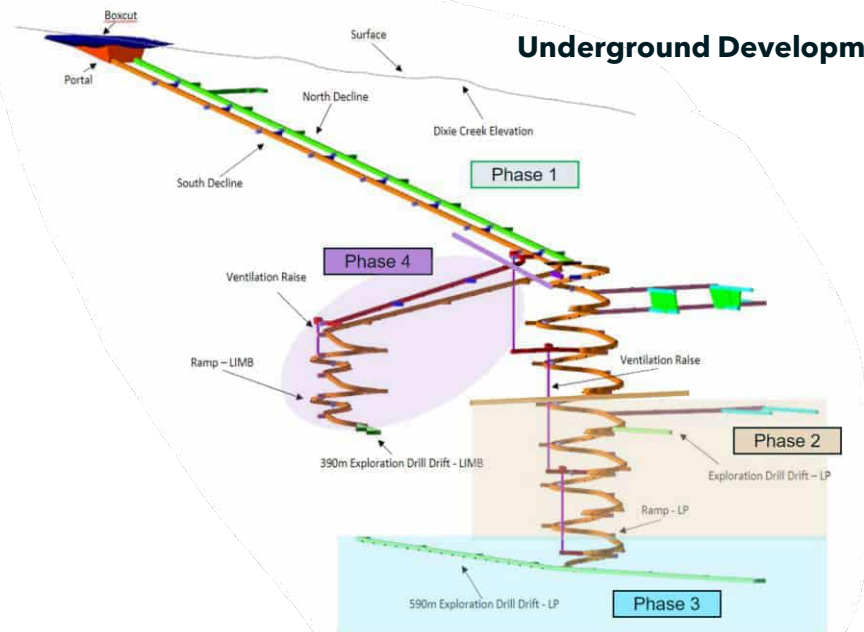 Boxcut
Surface
Underground Developm
Portal
North Decline
Dixie Creek Elevation
South Decline
Phase 1
Phase 4
Ventilation Raise
Ramp – LIMB
Ventilation Raise
Phase 2
390m Exploration Drill Drift - LIMB
Exploration Drill Drift – LP
Ramp - LP
590m Exploration Drill Drift - LP
Phase 3